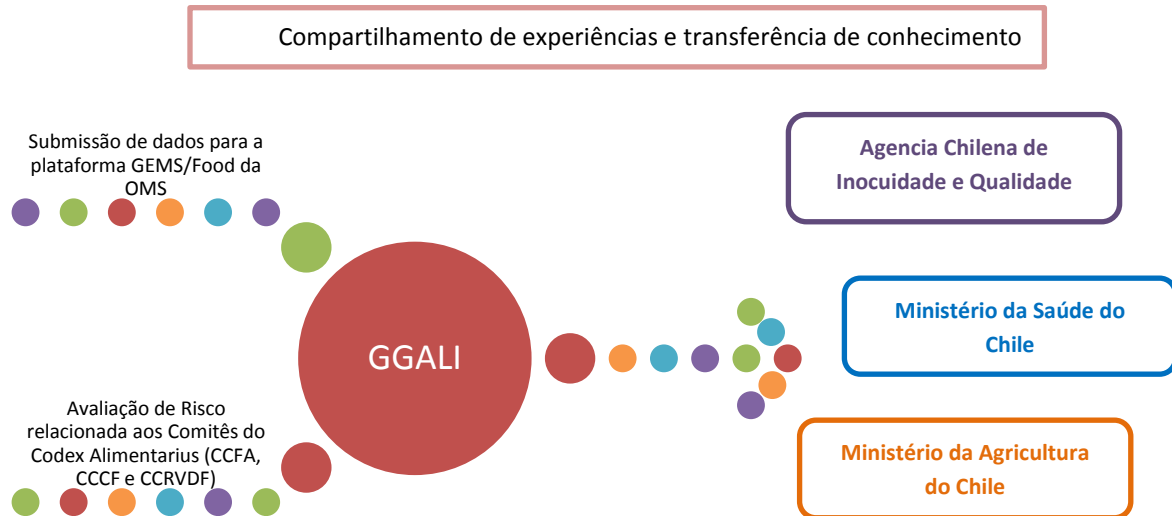 Compartilhamento de experiências e transferência de conhecimento
Submissão de dados para a
plataforma GEMS/Food da
OMS
Avaliação de Risco
relacionada aos Comitês do
Codex Alimentarius (CCFA,
CCCF e CCRVDF)
GGALI
Agencia Chilena de
Inocuidade e Qualidade
Ministério da Saúde do
Chile
Ministério da Agricultura
do Chile